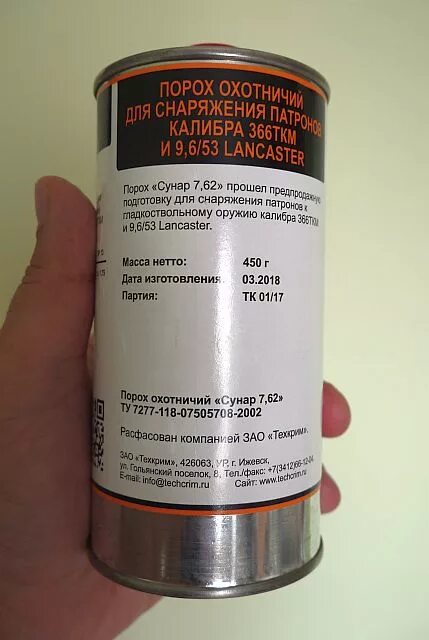 ПОРОХ ОХОТНИЧИЙ
ДЛЯ СНАРЯЖЕНИЯ ПАТРОНОВ
КАЛИБРА 366ТКМ
И 9,6/53 LANCASTER
Порох «Сунар 7,62» прошел предпродажную
подготовку для снаряжения патронов к
гладкоствольному оружию калибра 366ТКМ
и 9,6/53 Lancaster.
Масса нетто: 450 г
Дата изготовления: 03.2018
Партия: ТК 01/17
Порох охотничий «Сунар 7,62»
ТУ 7277-118-07505708-2002
Расфасован компанией ЗАО «Техкрим».
ЗАО «Техкрим», 426063, УР, г. Ижевск,
ул. Гольянский поселок, 8, Тел./факс: +7(3412)66-12-04,
E-mail: info@techcrim.ru Сайт: www.techcrim.ru